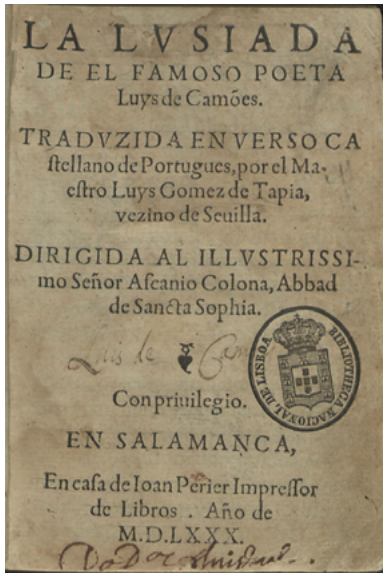 LA LVSIADA
DE EL FAMOSO POETA
Luys de Camões.
TRADVZIDA EN VERSO CA
ſtellano de Portugues, por el Ma-
eſtro Luys Gomez de Tapia,
vezino de Seuilla.
DIRIGIDA AL ILLVSTRISSI-
mo Señor Aſcanio Colona, Abbad
de Sancta Sophia.
Luis de
BIBLIOTHECA NACIONAL DE LISBOA
Con priuilegio.
EN SALAMANCA,
En caſa de Ioan Perier Impreſſor
de Libros . Año de
M.D.LXXX.